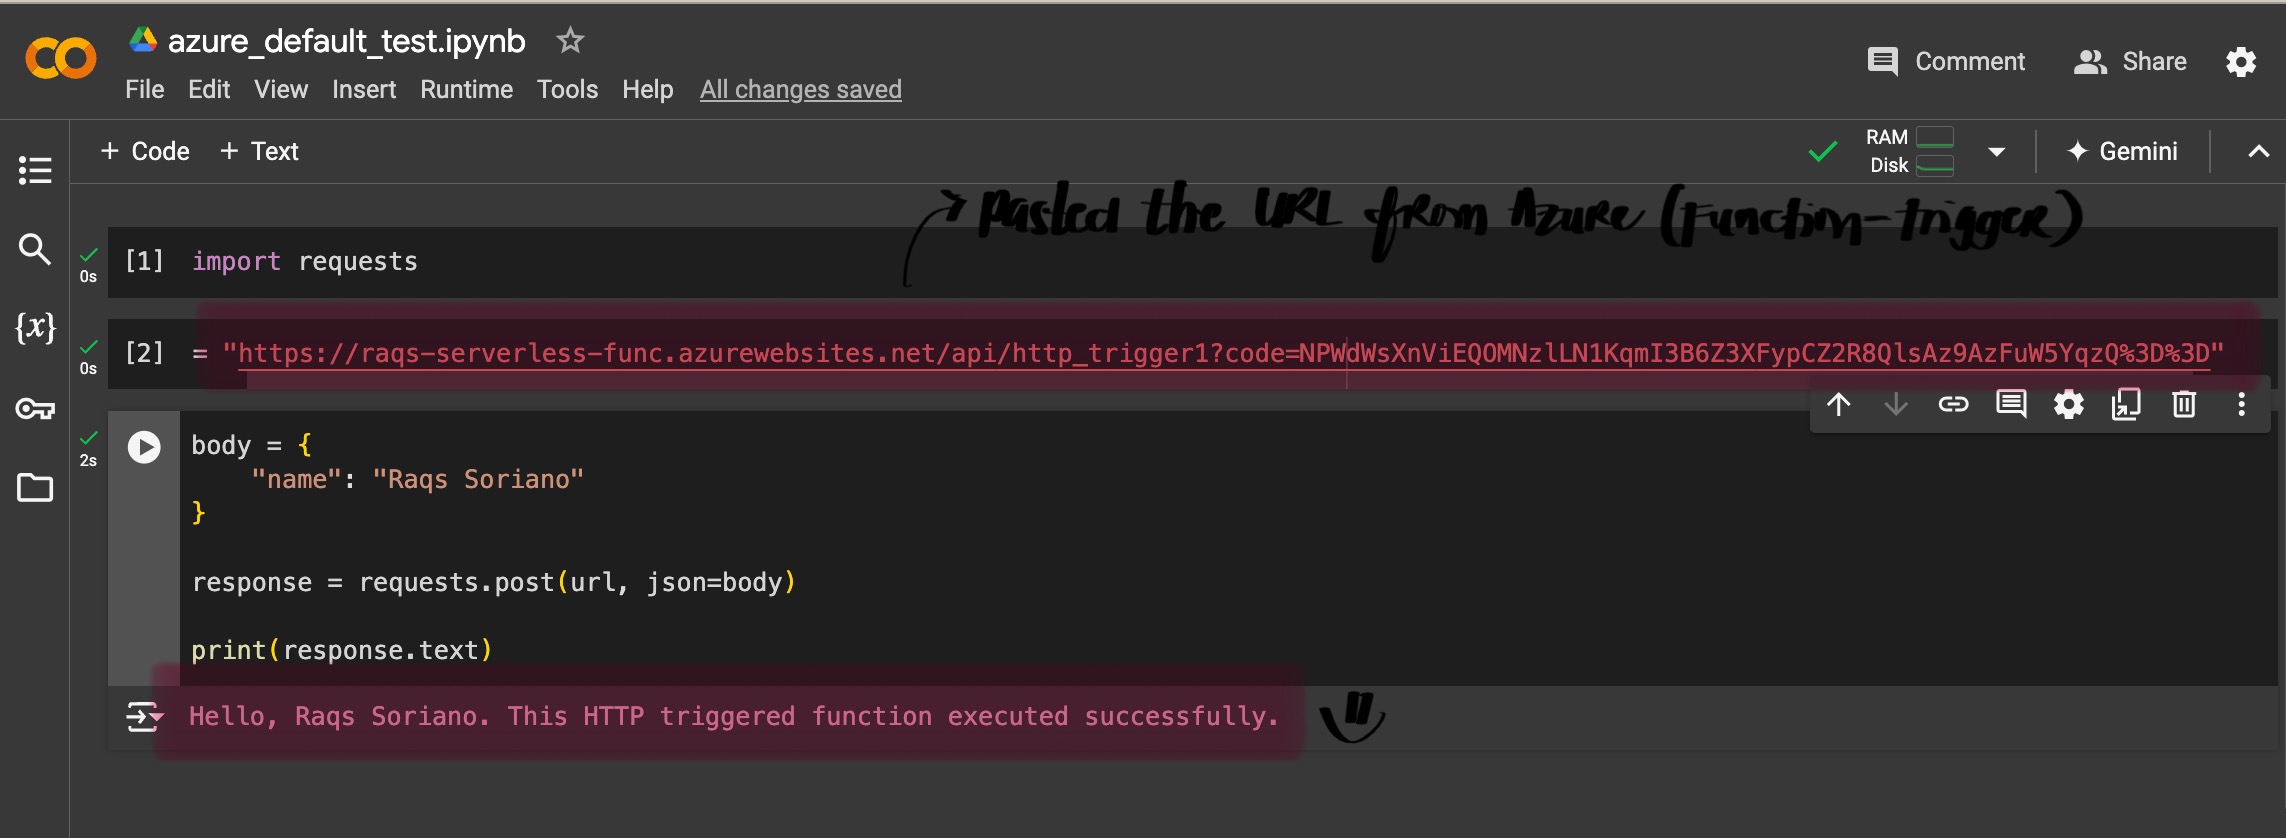 azure_default_test.ipynb
File Edit View Insert Runtime Tools Help All changes saved
Comment Share
+ Code + Text
RAM
Disk
Gemini
pasted the URL from Azure (Function-trigger)
0s
[1] import requests
0s
[2] = "https://raqs-serverless-func.azurewebsites.net/api/http_trigger1?code=NPWdWsXnViEQOMNzlLN1KqmI3B6Z3XFypCZ2R8QlsAz9AzFuW5YqzQ%3D%3D"
2s
body = {
"name": "Raqs Soriano"
}
response = requests.post(url, json=body)
print(response.text)
Hello, Raqs Soriano. This HTTP triggered function executed successfully.